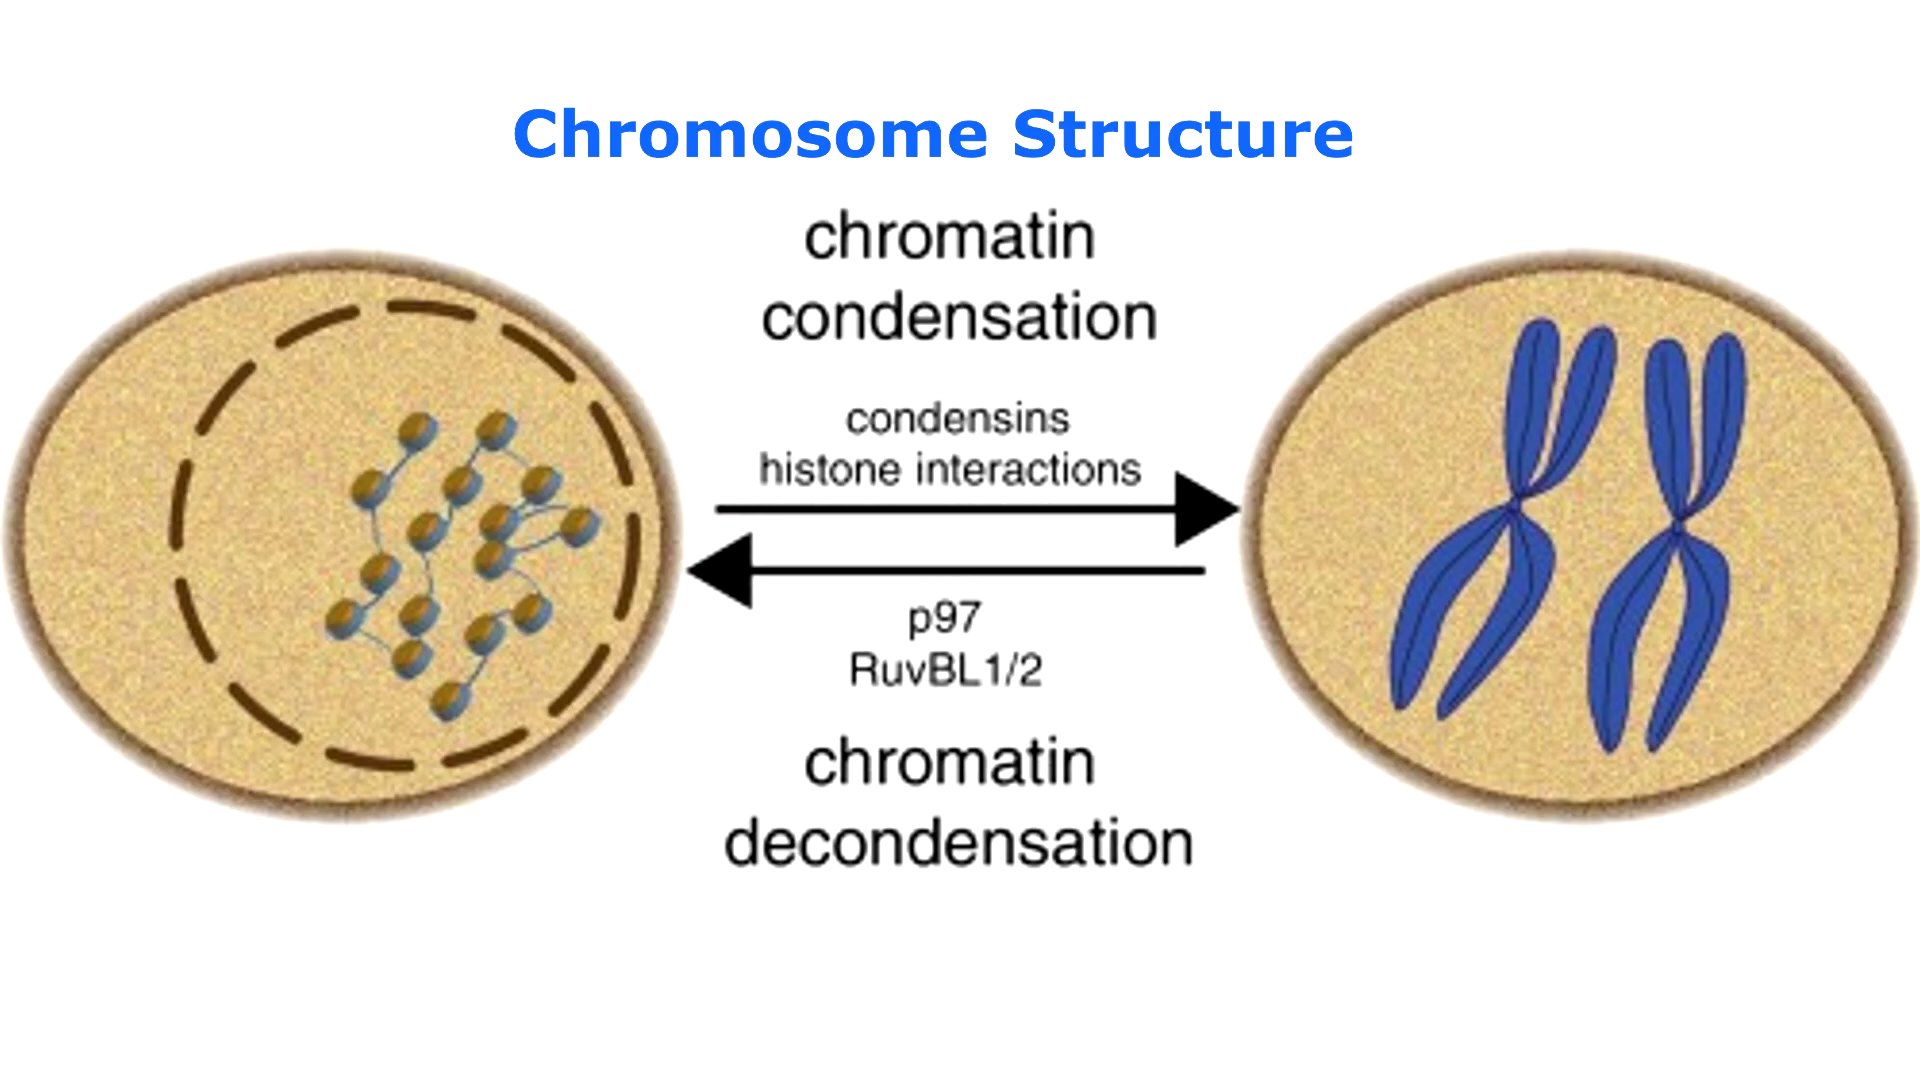 Chromosome Structure
chromatin
condensation
condensins
histone interactions
p97
RuvBL1/2
chromatin
decondensation